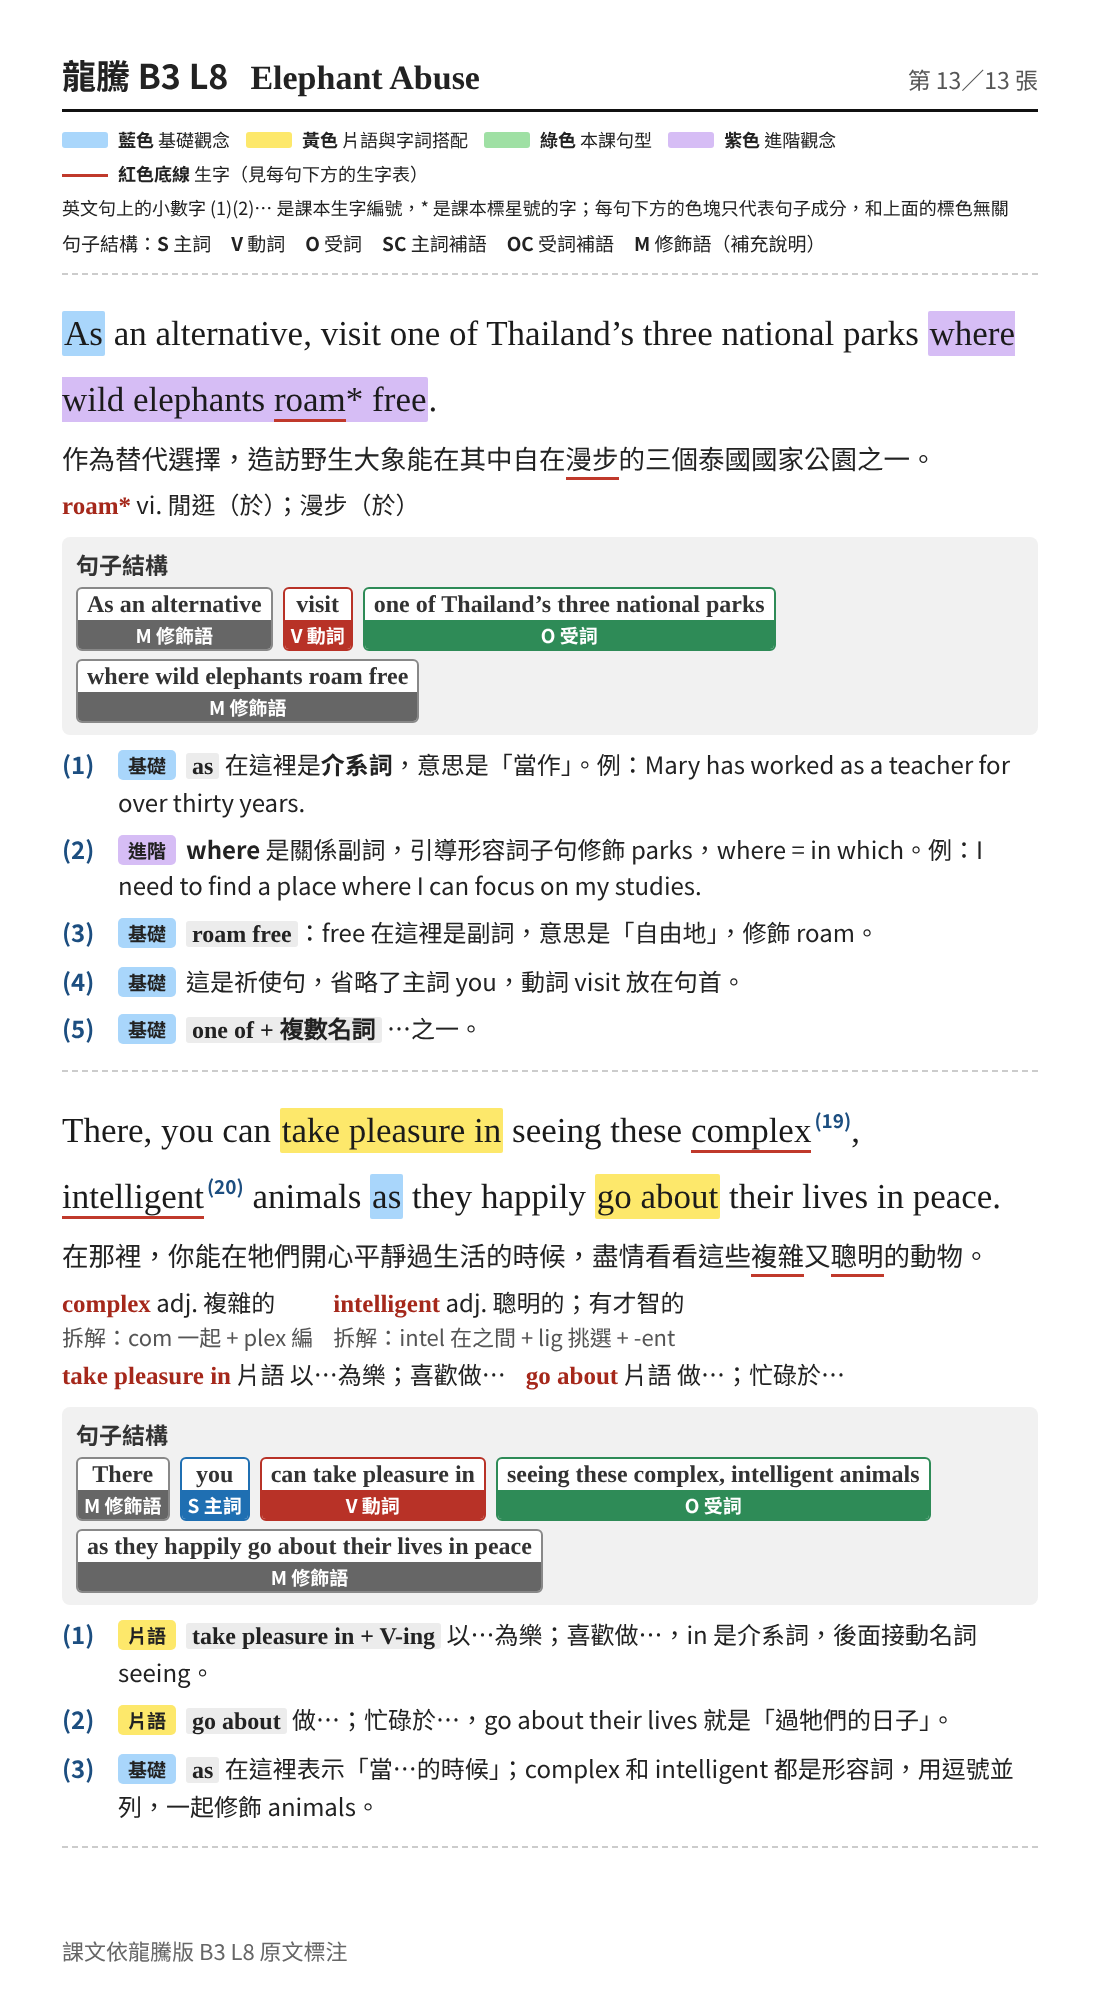 龍騰 B3 L8 Elephant Abuse
第 13／13 張
藍色 基礎觀念 黃色 片語與字詞搭配 綠色 本課句型 紫色 進階觀念
紅色底線 生字（見每句下方的生字表）
英文句上的小數字 (1)(2)⋯ 是課本生字編號，* 是課本標星號的字；每句下方的色塊只代表句子成分，和上面的標色無關
句子結構：S 主詞 V 動詞 O 受詞 SC 主詞補語 OC 受詞補語 M 修飾語（補充說明）
As an alternative, visit one of Thailand’s three national parks where
wild elephants roam* free.
作為替代選擇，造訪野生大象能在其中自在漫步的三個泰國國家公園之一。
roam* vi. 閒逛（於）；漫步（於）
句子結構
As an alternative visit one of Thailand’s three national parks
M 修飾語 V 動詞 O 受詞
where wild elephants roam free
M 修飾語
(1) 基礎 as 在這裡是介系詞，意思是「當作」。例：Mary has worked as a teacher for
over thirty years.
(2) 進階 where 是關係副詞，引導形容詞子句修飾 parks，where = in which。例：I
need to find a place where I can focus on my studies.
(3) 基礎 roam free：free 在這裡是副詞，意思是「自由地」，修飾 roam。
(4) 基礎 這是祈使句，省略了主詞 you，動詞 visit 放在句首。
(5) 基礎 one of + 複數名詞 ⋯之一。
There, you can take pleasure in seeing these complex(19),
intelligent(20) animals as they happily go about their lives in peace.
在那裡，你能在牠們開心平靜過生活的時候，盡情看看這些複雜又聰明的動物。
complex adj. 複雜的 intelligent adj. 聰明的；有才智的
拆解：com 一起 + plex 編 拆解：intel 在之間 + lig 挑選 + -ent
take pleasure in 片語 以⋯為樂；喜歡做⋯ go about 片語 做⋯；忙碌於⋯
句子結構
There you can take pleasure in seeing these complex, intelligent animals
M 修飾語 S 主詞 V 動詞 O 受詞
as they happily go about their lives in peace
M 修飾語
(1) 片語 take pleasure in + V-ing 以⋯為樂；喜歡做⋯，in 是介系詞，後面接動名詞
seeing。
(2) 片語 go about 做⋯；忙碌於⋯，go about their lives 就是「過牠們的日子」。
(3) 基礎 as 在這裡表示「當⋯的時候」；complex 和 intelligent 都是形容詞，用逗號並
列，一起修飾 animals。
課文依龍騰版 B3 L8 原文標注